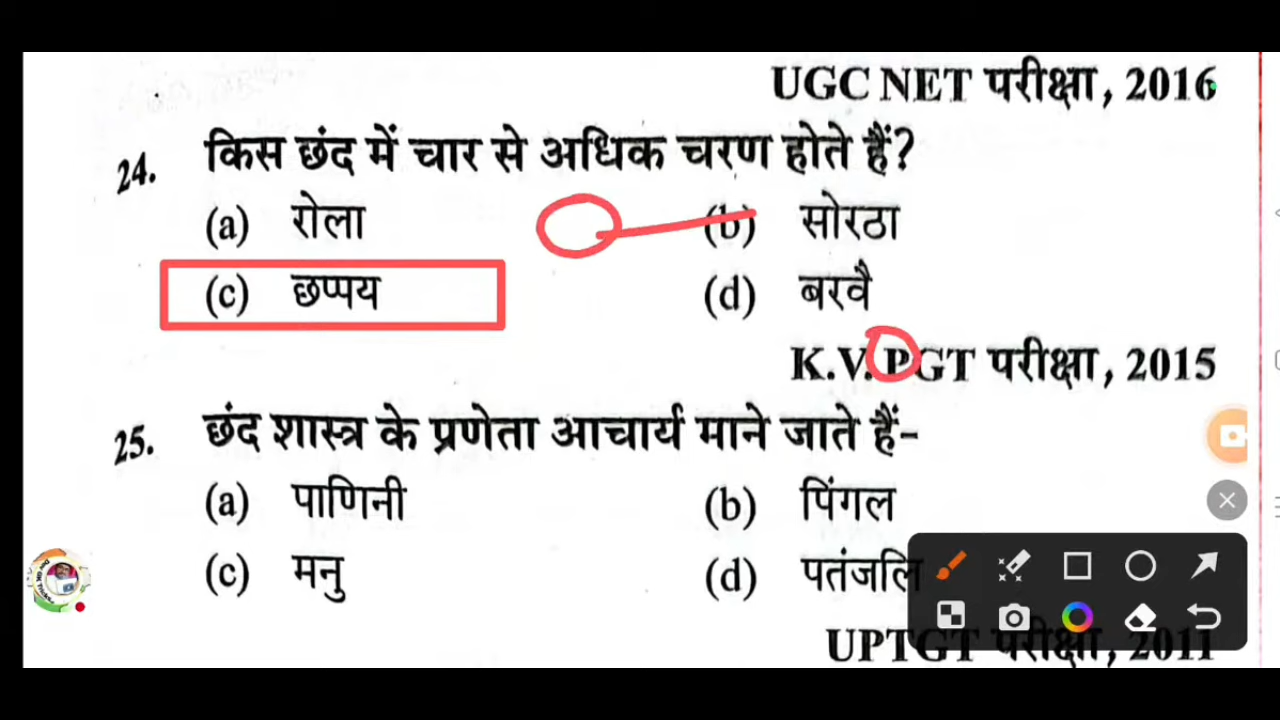 UGC NET परीक्षा, 2016
24. किस छंद में चार से अधिक चरण होते हैं?
(a) रोला (b) सोरठा
(c) छप्पय (d) बरवै
K.V. PGT परीक्षा, 2015
25. छंद शास्त्र के प्रणेता आचार्य माने जाते हैं-
(a) पाणिनी (b) पिंगल
(c) मनु (d) पतंजलि
UPTGT परीक्षा, 2011